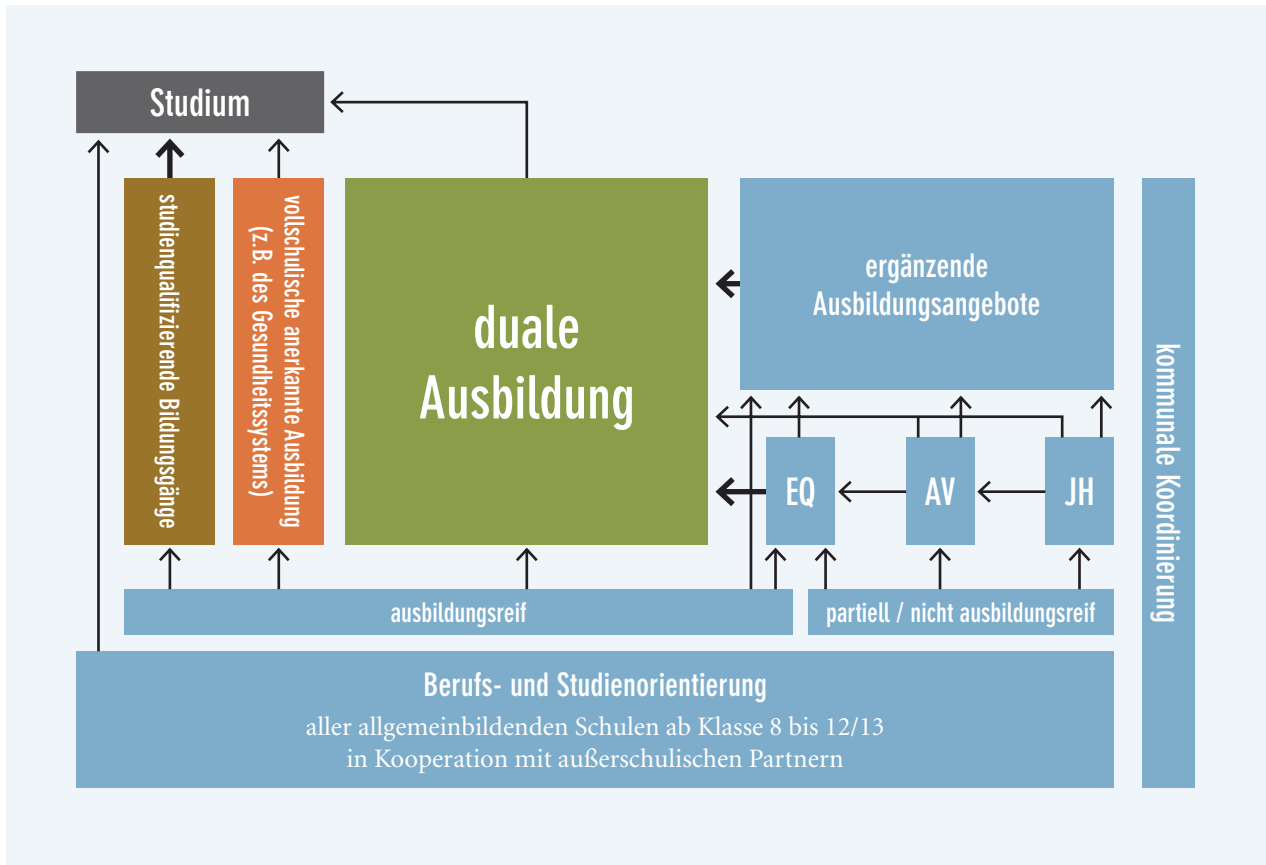 Studium
studienqualifizierende Bildungsgänge
vollschulische anerkannte Ausbildung
(z.B. des Gesundheitssystems)
duale
Ausbildung
ergänzende
Ausbildungsangebote
EQ
AV
JH
kommunale Koordinierung
ausbildungsreif
partiell / nicht ausbildungsreif
Berufs- und Studienorientierung
aller allgemeinbildenden Schulen ab Klasse 8 bis 12/13
in Kooperation mit außerschulischen Partnern